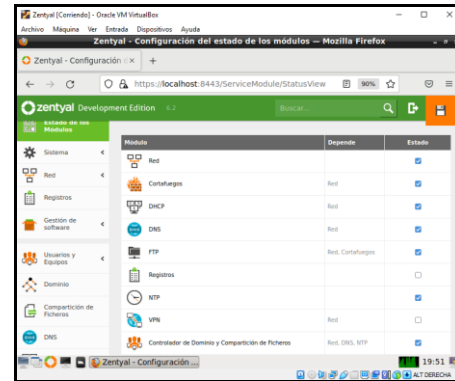 Zentyal [Corriendo] - Oracle VM VirtualBox
Archivo Máquina Ver Entrada Dispositivos Ayuda
Zentyal - Configuración del estado de los módulos — Mozilla Firefox
Zentyal - Configuración d
https://localhost:8443/ServiceModule/StatusView 90%
zentyal Development Edition 6.2 Buscar...
Estado de los Módulos
Sistema
Red
Registros
Gestión de software
Usuarios y Equipos
Dominio
Compartición de Ficheros
DNS
Módulo Depende Estado
Red
Cortafuegos Red
DHCP Red
DNS Red
FTP Red, Cortafuegos
Registros
NTP
VPN Red
Controlador de Dominio y Compartición de Ficheros Red, DNS, NTP
Zentyal - Configuración ... 19:51
ALT DERECHA